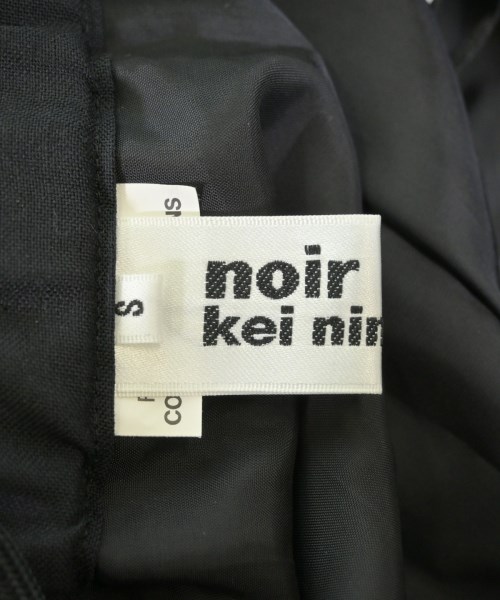 noir
kei nin
S